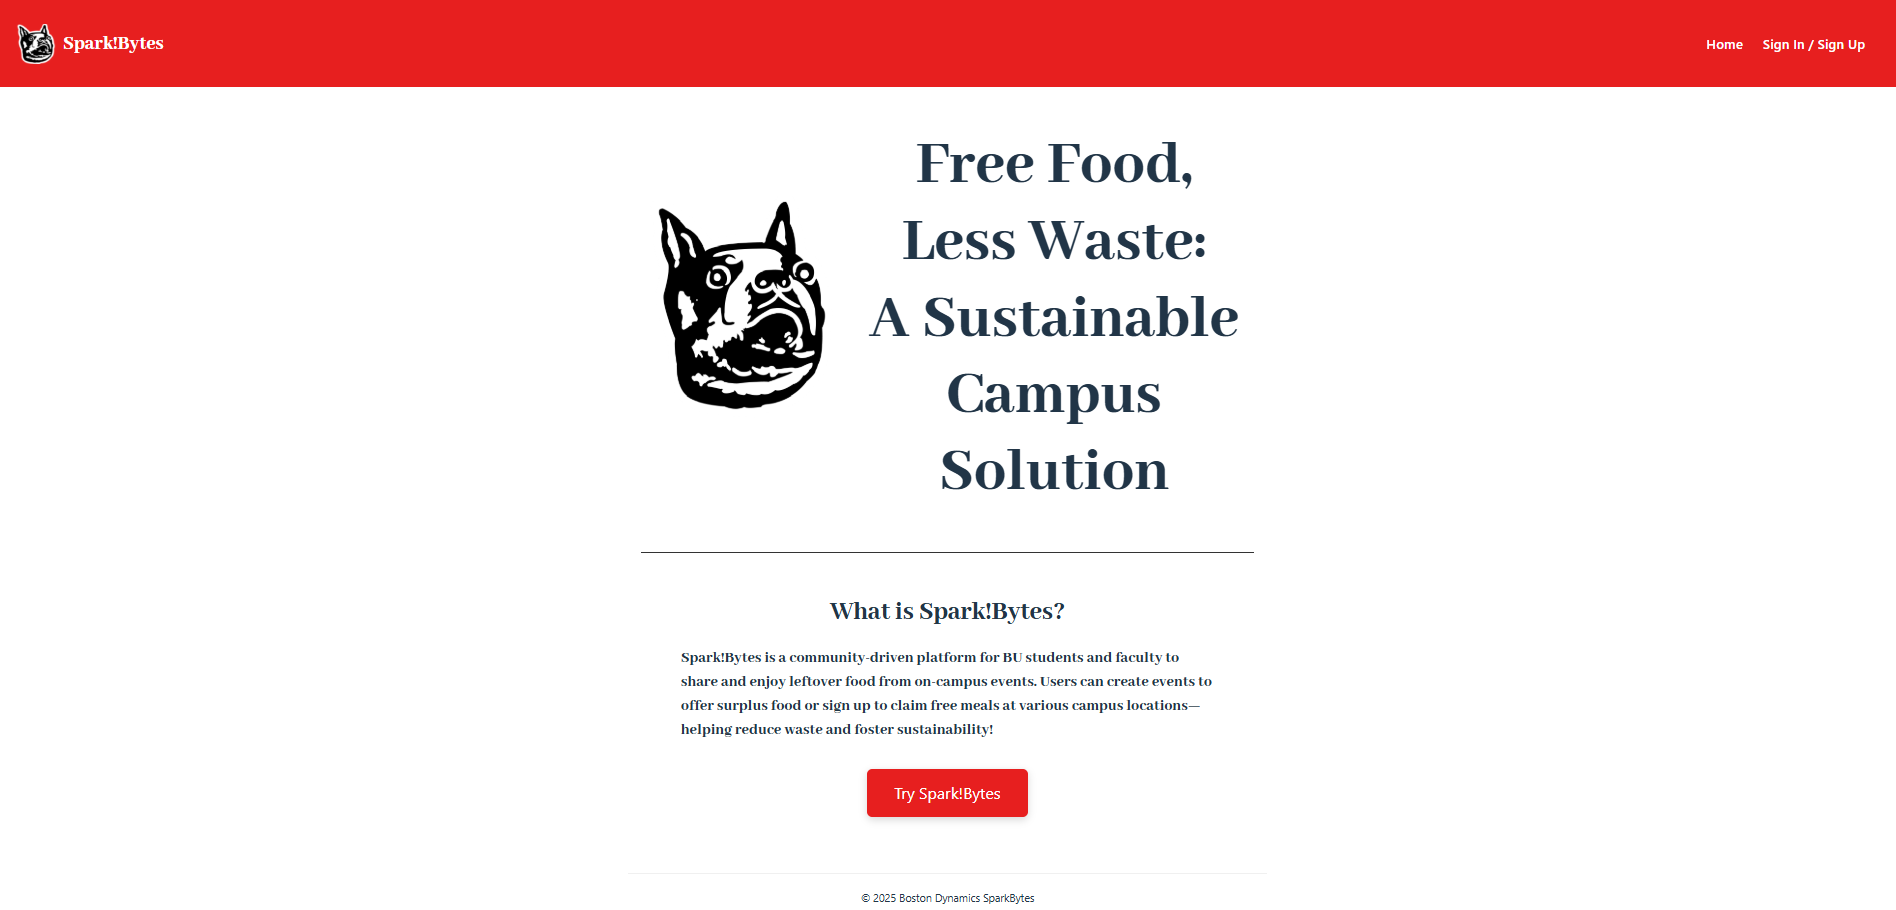 Spark!Bytes
Home
Sign In / Sign Up
Free Food,
Less Waste:
A Sustainable
Campus
Solution
What is Spark!Bytes?
Spark!Bytes is a community-driven platform for BU students and faculty to
share and enjoy leftover food from on-campus events. Users can create events to
offer surplus food or sign up to claim free meals at various campus locations—
helping reduce waste and foster sustainability!
Try Spark!Bytes
© 2025 Boston Dynamics SparkBytes